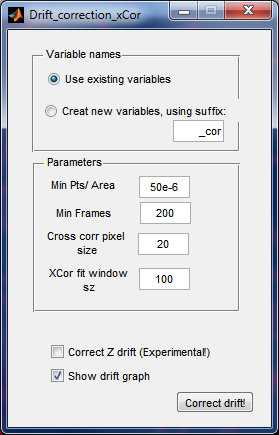 Drift_correction_xCor
Variable names
Use existing variables
Creat new variables, using suffix:
_cor
Parameters
Min Pts/ Area
50e-6
Min Frames
200
Cross corr pixel
size
20
XCor fit window
sz
100
Correct Z drift (Experimental!)
Show drift graph
Correct drift!